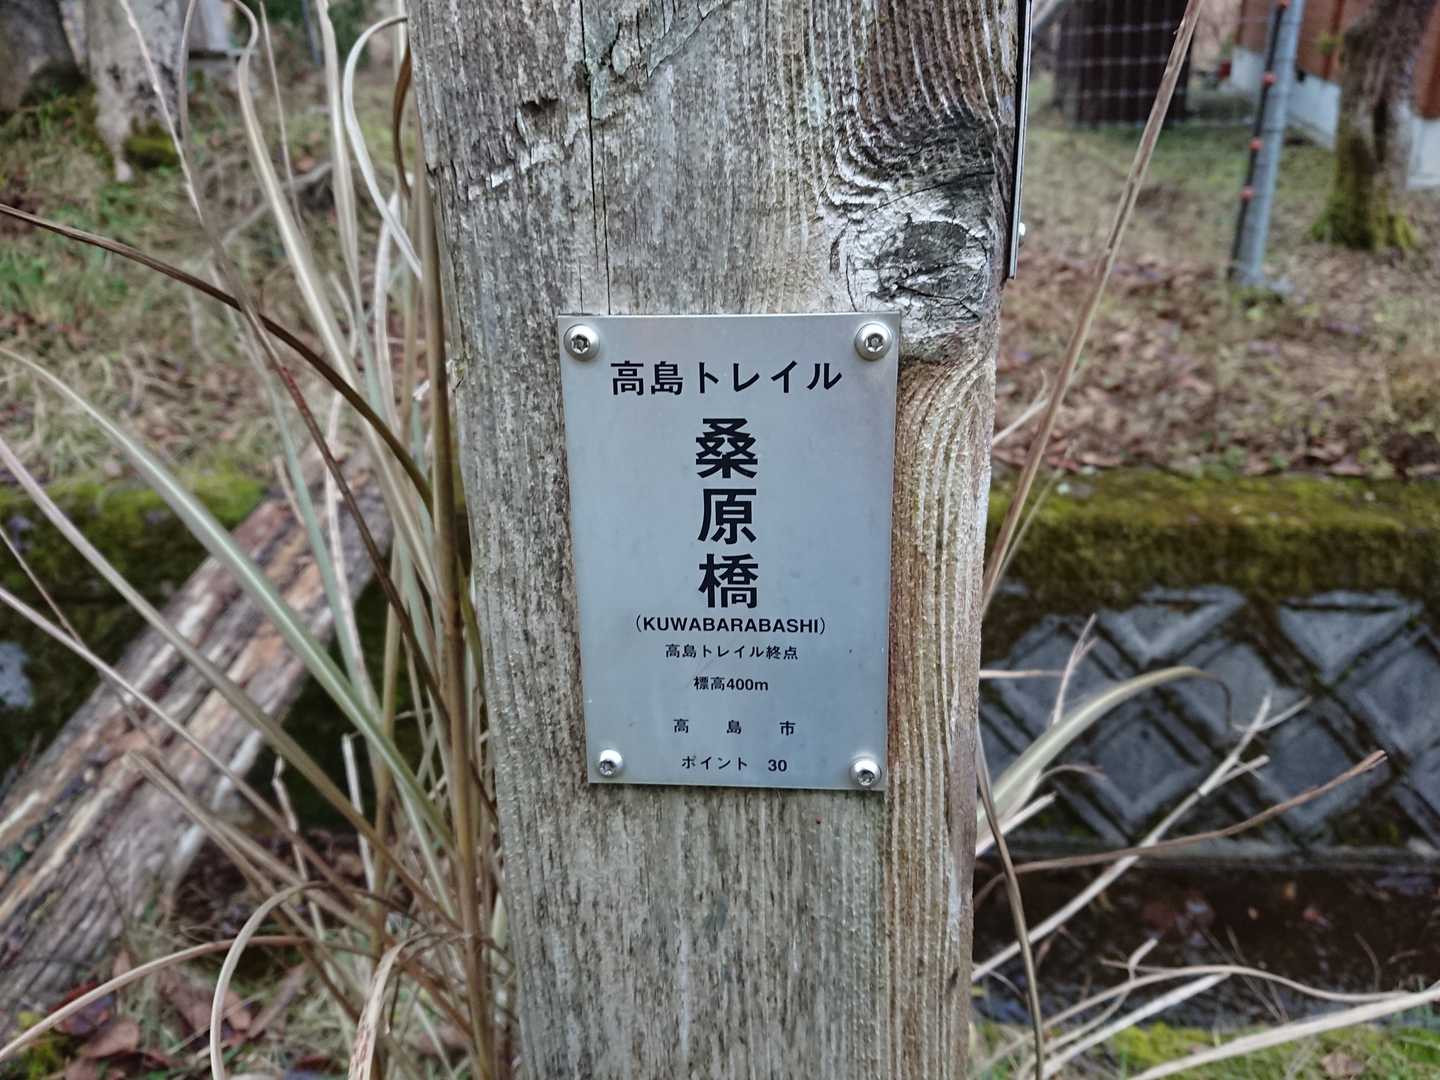 高島トレイル
桑原橋
（KUWABARABASHI）
高島トレイル終点
標高400m
高　島　市
ポイント　30